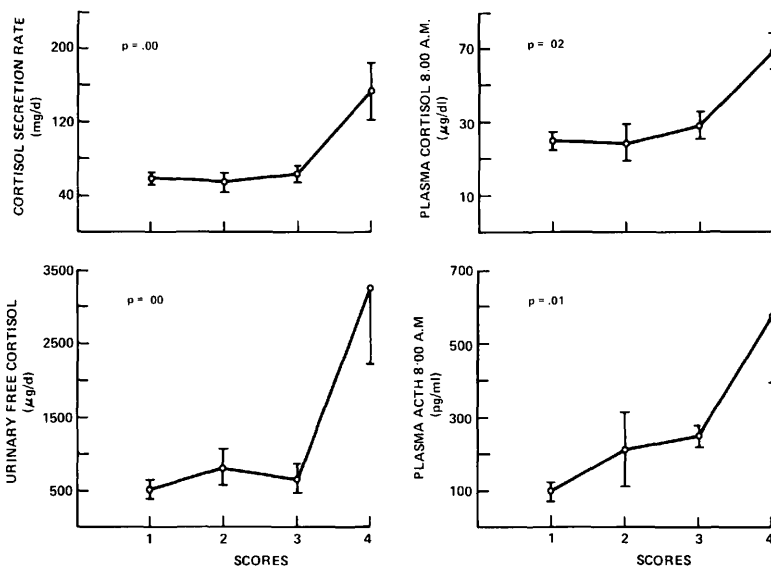 CORTISOL SECRETION RATE
(mg/d)
200
120
40
p = .00
PLASMA CORTISOL 8.00 A.M.
(µg/dl)
70
30
10
p = 02
URINARY FREE CORTISOL
(µg/d)
3500
2500
1500
500
p = 00
1 2 3 4
SCORES
PLASMA ACTH 8·00 A.M
(pg/ml)
700
500
300
100
p = .01
1 2 3 4
SCORES